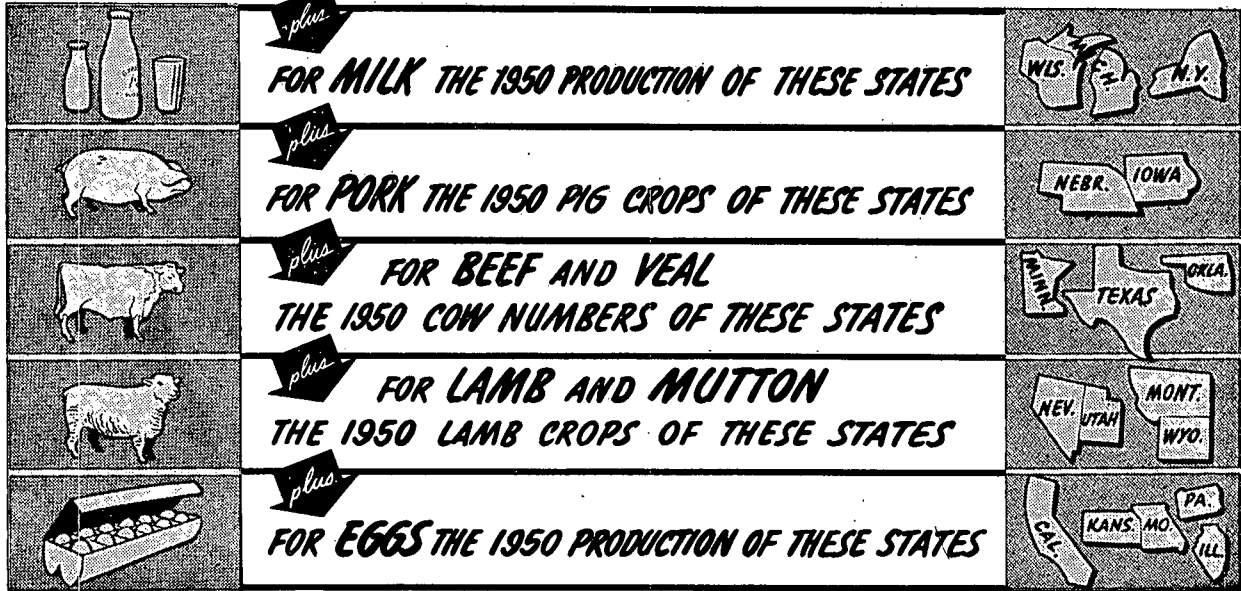 plus
FOR MILK THE 1950 PRODUCTION OF THESE STATES
WIS.
MICH.
N.Y.
plus
FOR PORK THE 1950 PIG CROPS OF THESE STATES
NEBR.
IOWA
plus
FOR BEEF AND VEAL
THE 1950 COW NUMBERS OF THESE STATES
MINN.
TEXAS
OKLA.
plus
FOR LAMB AND MUTTON
THE 1950 LAMB CROPS OF THESE STATES
NEV.
UTAH
MONT.
WYO.
plus
FOR EGGS THE 1950 PRODUCTION OF THESE STATES
CAL.
KANS.
MO.
PA.
ILL.